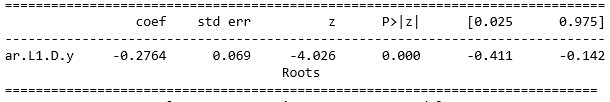 ==============================================================================
coef std err z P>|z| [0.025 0.975]
------------------------------------------------------------------------------
ar.L1.D.y -0.2764 0.069 -4.026 0.000 -0.411 -0.142
Roots
==============================================================================